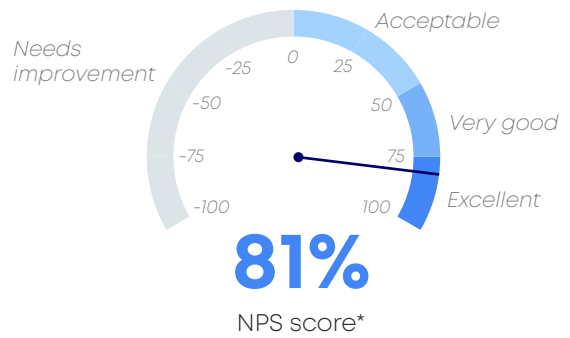 Acceptable
Needs
improvement
0
-25
25
-50
50
Very good
-75
75
Excellent
-100
100
81%
NPS score*